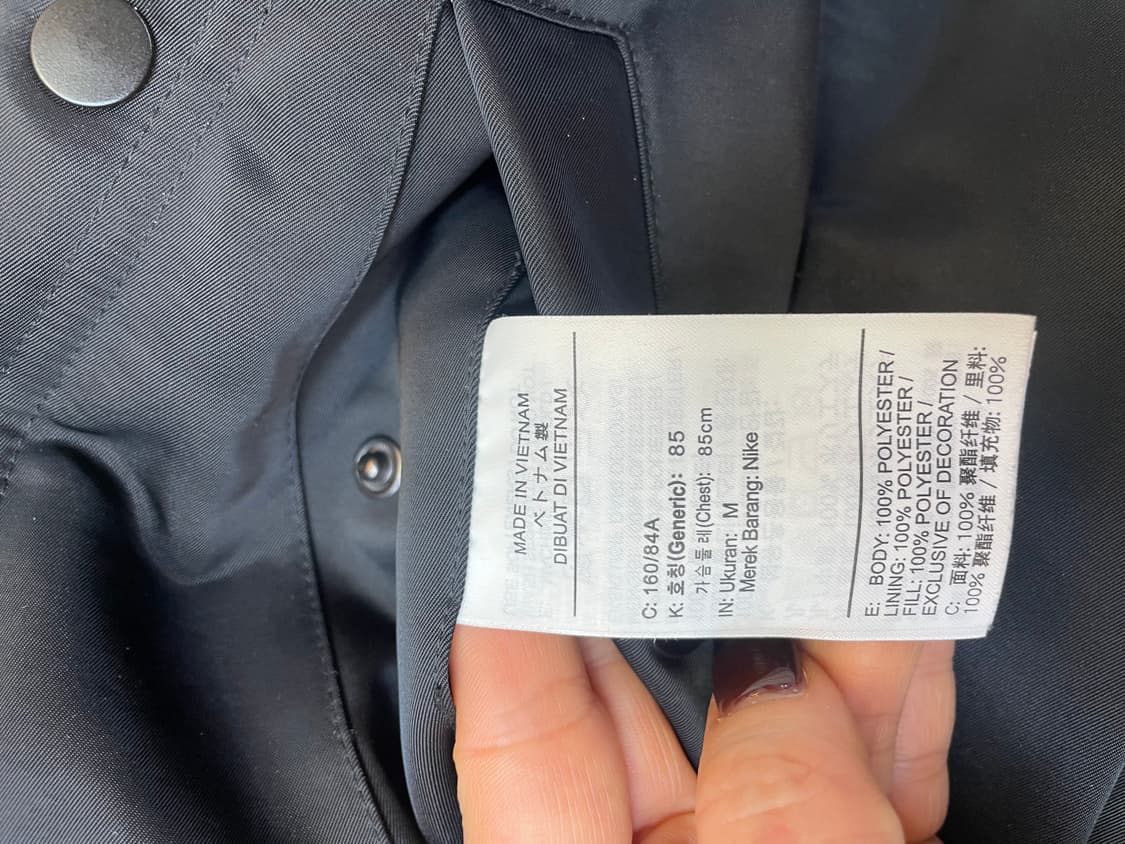 MADE IN VIETNAM
ベトナム製
DIBUAT DI VIETNAM
C: 160/84A
K: 호칭(Generic): 85
가슴둘레(Chest): 85cm
IN: Ukuran: M
Merek Barang: Nike
E: BODY: 100% POLYESTER /
LINING: 100% POLYESTER /
FILL: 100% POLYESTER /
EXCLUSIVE OF DECORATION
C: 面料: 100% 聚酯纤维 / 里料:
100% 聚酯纤维 / 填充物: 100%